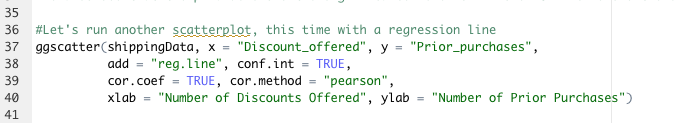 35
36 #Let's run another scatterplot, this time with a regression line
37 ggscatter(shippingData, x = "Discount_offered", y = "Prior_purchases",
38 add = "reg.line", conf.int = TRUE,
39 cor.coef = TRUE, cor.method = "pearson",
40 xlab = "Number of Discounts Offered", ylab = "Number of Prior Purchases")
41